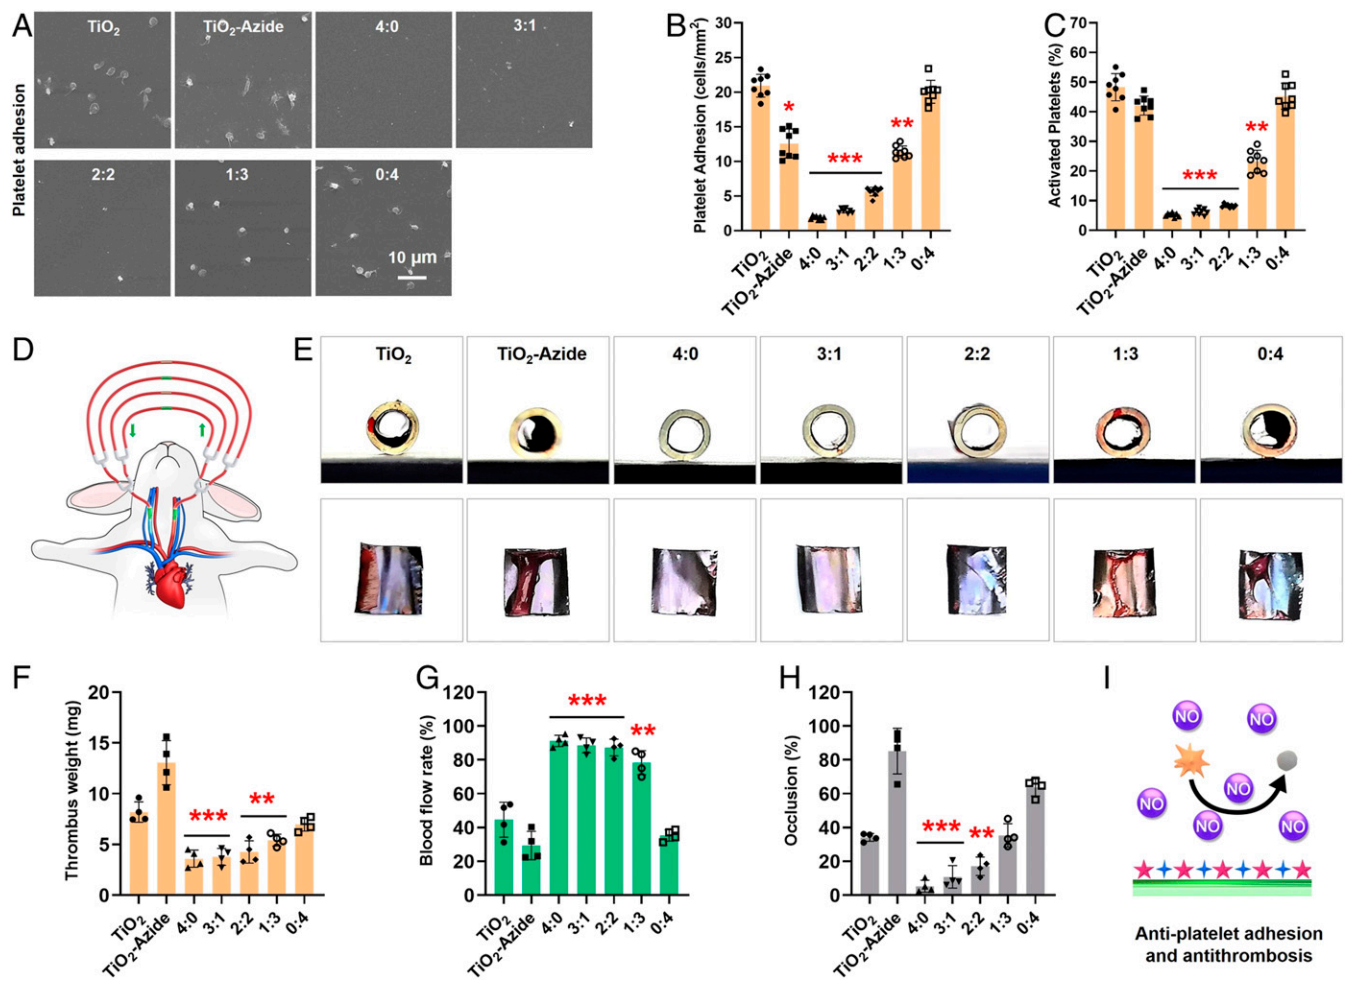 A
Platelet adhesion
TiO₂
TiO₂-Azide
4:0
3:1
2:2
1:3
0:4
10 µm
B
Platelet Adhesion (cells/mm²)
30
25
20
15
10
5
0
*
***
**
TiO₂
TiO₂-Azide
4:0
3:1
2:2
1:3
0:4
C
Activated Platelets (%)
70
60
50
40
30
20
10
0
***
**
TiO₂
TiO₂-Azide
4:0
3:1
2:2
1:3
0:4
D
E
TiO₂
TiO₂-Azide
4:0
3:1
2:2
1:3
0:4
F
Thrombus weight (mg)
20
15
10
5
0
***
**
TiO₂
TiO₂-Azide
4:0
3:1
2:2
1:3
0:4
G
Blood flow rate (%)
120
100
80
60
40
20
0
***
**
TiO₂
TiO₂-Azide
4:0
3:1
2:2
1:3
0:4
H
Occlusion (%)
120
100
80
60
40
20
0
***
**
TiO₂
TiO₂-Azide
4:0
3:1
2:2
1:3
0:4
I
NO
NO
NO
NO
NO
NO
Anti-platelet adhesion
and antithrombosis